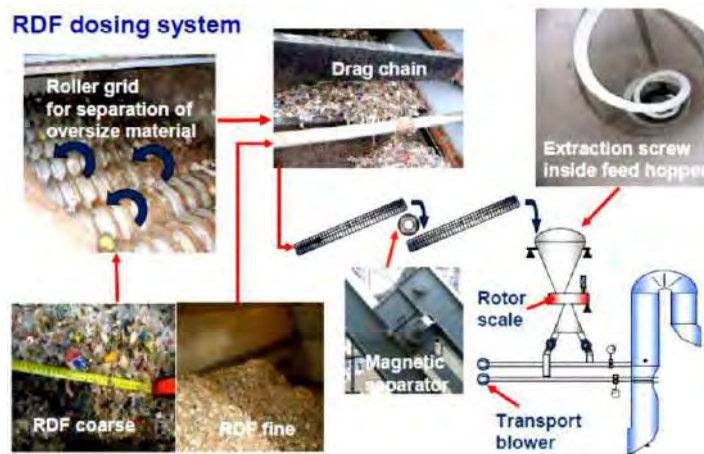 RDF dosing system
Roller grid
for separation of
oversize material
Drag chain
Extraction screw
inside feed hopper
Rotor
scale
Magnetic
separator
RDF coarse
RDF fine
Transport
blower